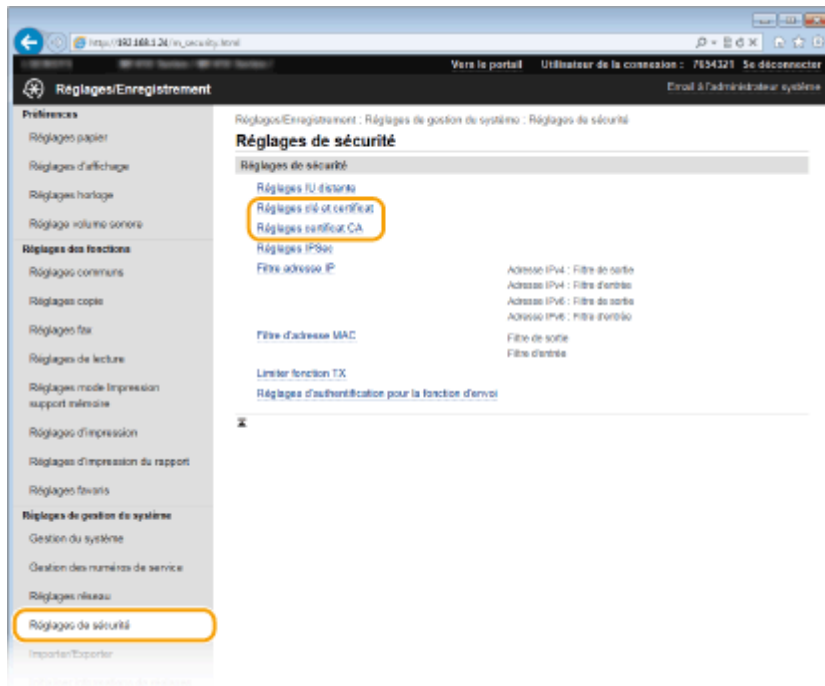 http://192.168.1.24/m_security.html
Vers le portail Utilisateur de la connexion : 7654321 Se déconnecter
Réglages/Enregistrement
Email à l'administrateur système
Préférences
Réglages papier
Réglages d'affichage
Réglages horloge
Réglage volume sonore
Réglages des fonctions
Réglages communs
Réglages copie
Réglages fax
Réglages de lecture
Réglages mode Impression
support mémoire
Réglages d'impression
Réglages d'impression du rapport
Réglages favoris
Réglages de gestion du système
Gestion du système
Gestion des numéros de service
Réglages réseau
Réglages de sécurité
Importer/Exporter
Réglages/Enregistrement : Réglages de gestion du système : Réglages de sécurité
Réglages de sécurité
Réglages de sécurité
Réglages IU distante
Réglages clé et certificat
Réglages certificat CA
Réglages IPSec
Filtre adresse IP
Adresse IPv4 : Filtre de sortie
Adresse IPv4 : Filtre d'entrée
Adresse IPv6 : Filtre de sortie
Adresse IPv6 : Filtre d'entrée
Filtre d'adresse MAC
Filtre de sortie
Filtre d'entrée
Limiter fonction TX
Réglages d'authentification pour la fonction d'envoi